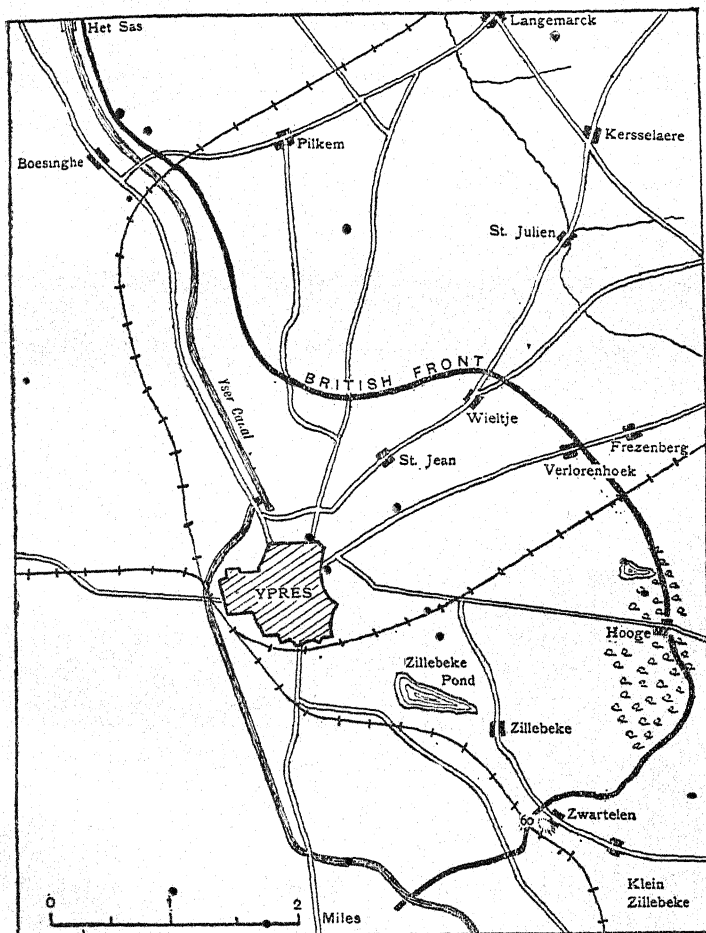 Het Sas
Langemarck
Boesinghe
Pilkem
Kersselaere
St. Julien
BRITISH FRONT
Yser Canal
Wieltje
St. Jean
Frezenberg
Verlorenhoek
YPRES
Hooge
Zillebeke
Pond
Zillebeke
60
Zwartelen
Klein
Zillebeke
0
1
2
Miles